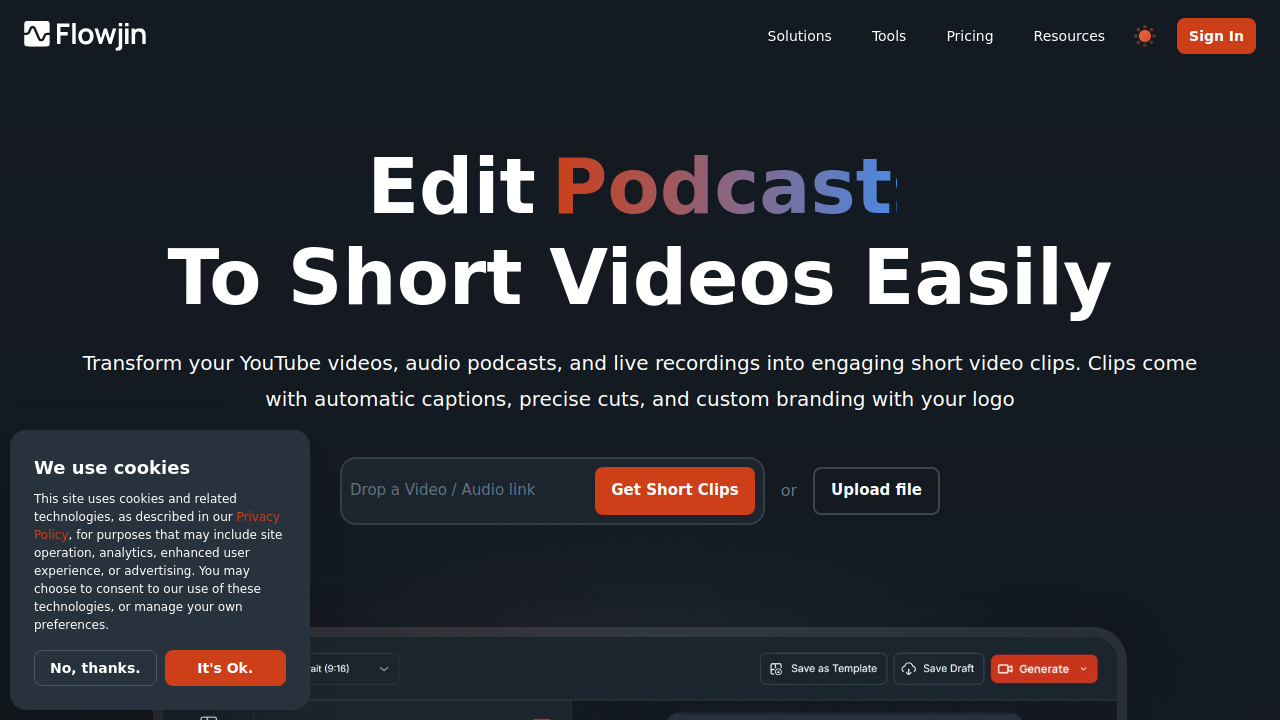 Flowjin
Solutions
Tools
Pricing
Resources
Sign In
Edit Podcast
To Short Videos Easily
Transform your YouTube videos, audio podcasts, and live recordings into engaging short video clips. Clips come
with automatic captions, precise cuts, and custom branding with your logo
Drop a Video / Audio link
Get Short Clips
or
Upload file
We use cookies
This site uses cookies and related
technologies, as described in our Privacy
Policy, for purposes that may include site
operation, analytics, enhanced user
experience, or advertising. You may
choose to consent to our use of these
technologies, or manage your own
preferences.
No, thanks.
It's Ok.
(9:16)
Save as Template
Save Draft
Generate